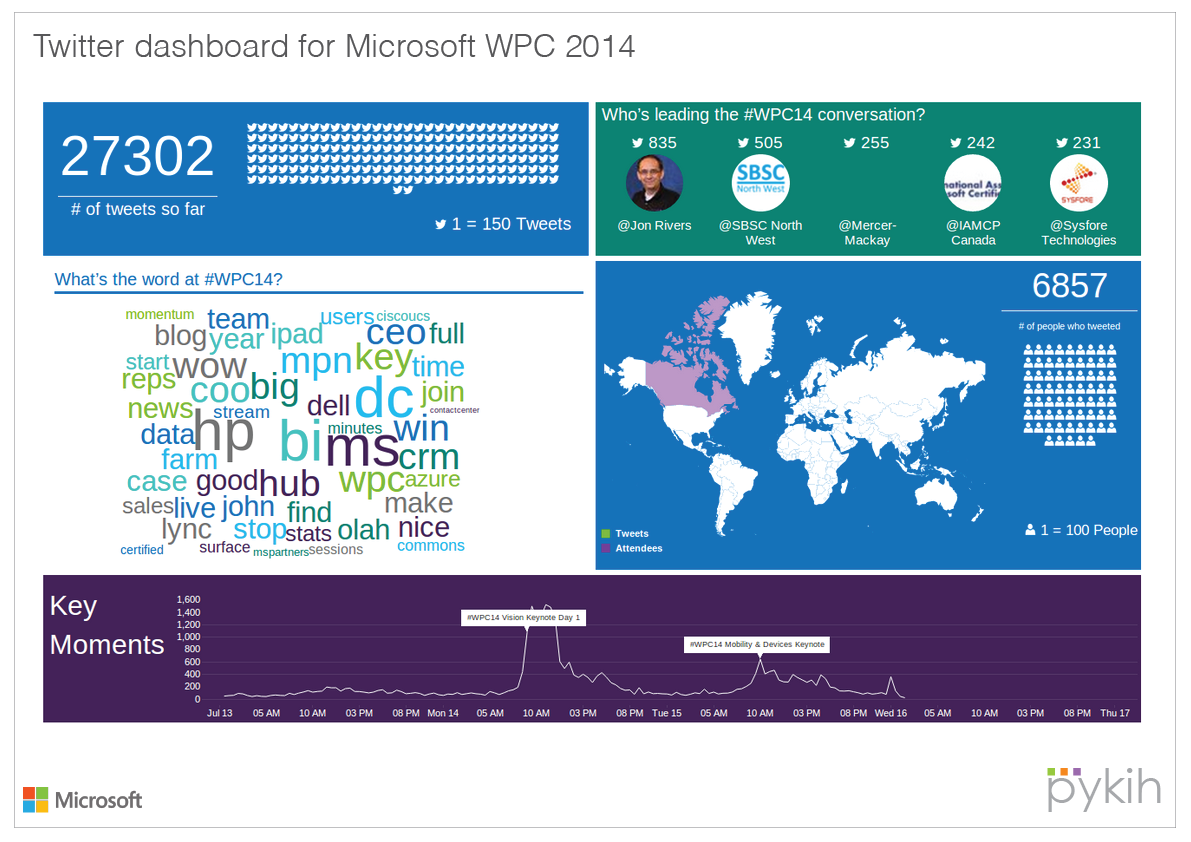 Twitter dashboard for Microsoft WPC 2014
27302
# of tweets so far
1 = 150 Tweets
Who's leading the #WPC14 conversation?
835
505
255
242
231
SBSC
North West
national Ass
soft Certifie
SYSFORE
@Jon Rivers
@SBSC North
West
@Mercer-
Mackay
@IAMCP
Canada
@Sysfore
Technologies
What's the word at #WPC14?
momentum
team
users
ciscoucs
blog
year
ipad
ceo
full
start
wow
mpn
key
time
reps
coo
big
dell
dc
join
news
stream
contactcenter
data
hp
bi
minutes
ms
win
farm
crm
case
good
hub
wpc
azure
sales
live
john
find
make
lync
stop
stats
olah
nice
certified
surface
mspartners
sessions
commons
6857
# of people who tweeted
Tweets
Attendees
1 = 100 People
Key
Moments
1,600
1,400
1,200
1,000
800
600
400
200
0
#WPC14 Vision Keynote Day 1
#WPC14 Mobility & Devices Keynote
Jul 13 05 AM 10 AM 03 PM 08 PM Mon 14 05 AM 10 AM 03 PM 08 PM Tue 15 05 AM 10 AM 03 PM 08 PM Wed 16 05 AM 10 AM 03 PM 08 PM Thu 17
Microsoft
pykih